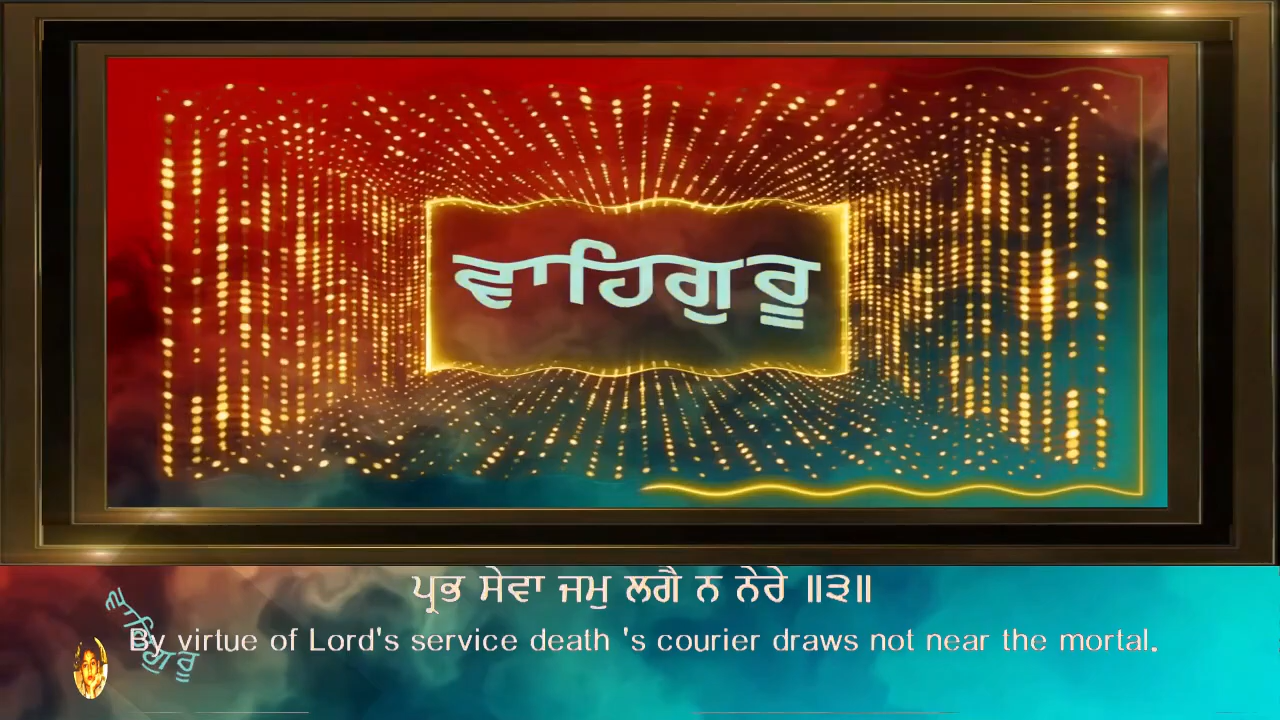 ਵਾਹਿਗੁਰੂ
ਪ੍ਰਭ ਸੇਵਾ ਜਮੁ ਲਗੈ ਨ ਨੇਰੇ ॥੩॥
By virtue of Lord's service death 's courier draws not near the mortal.
ਵਾਹਿਗੁਰੂ